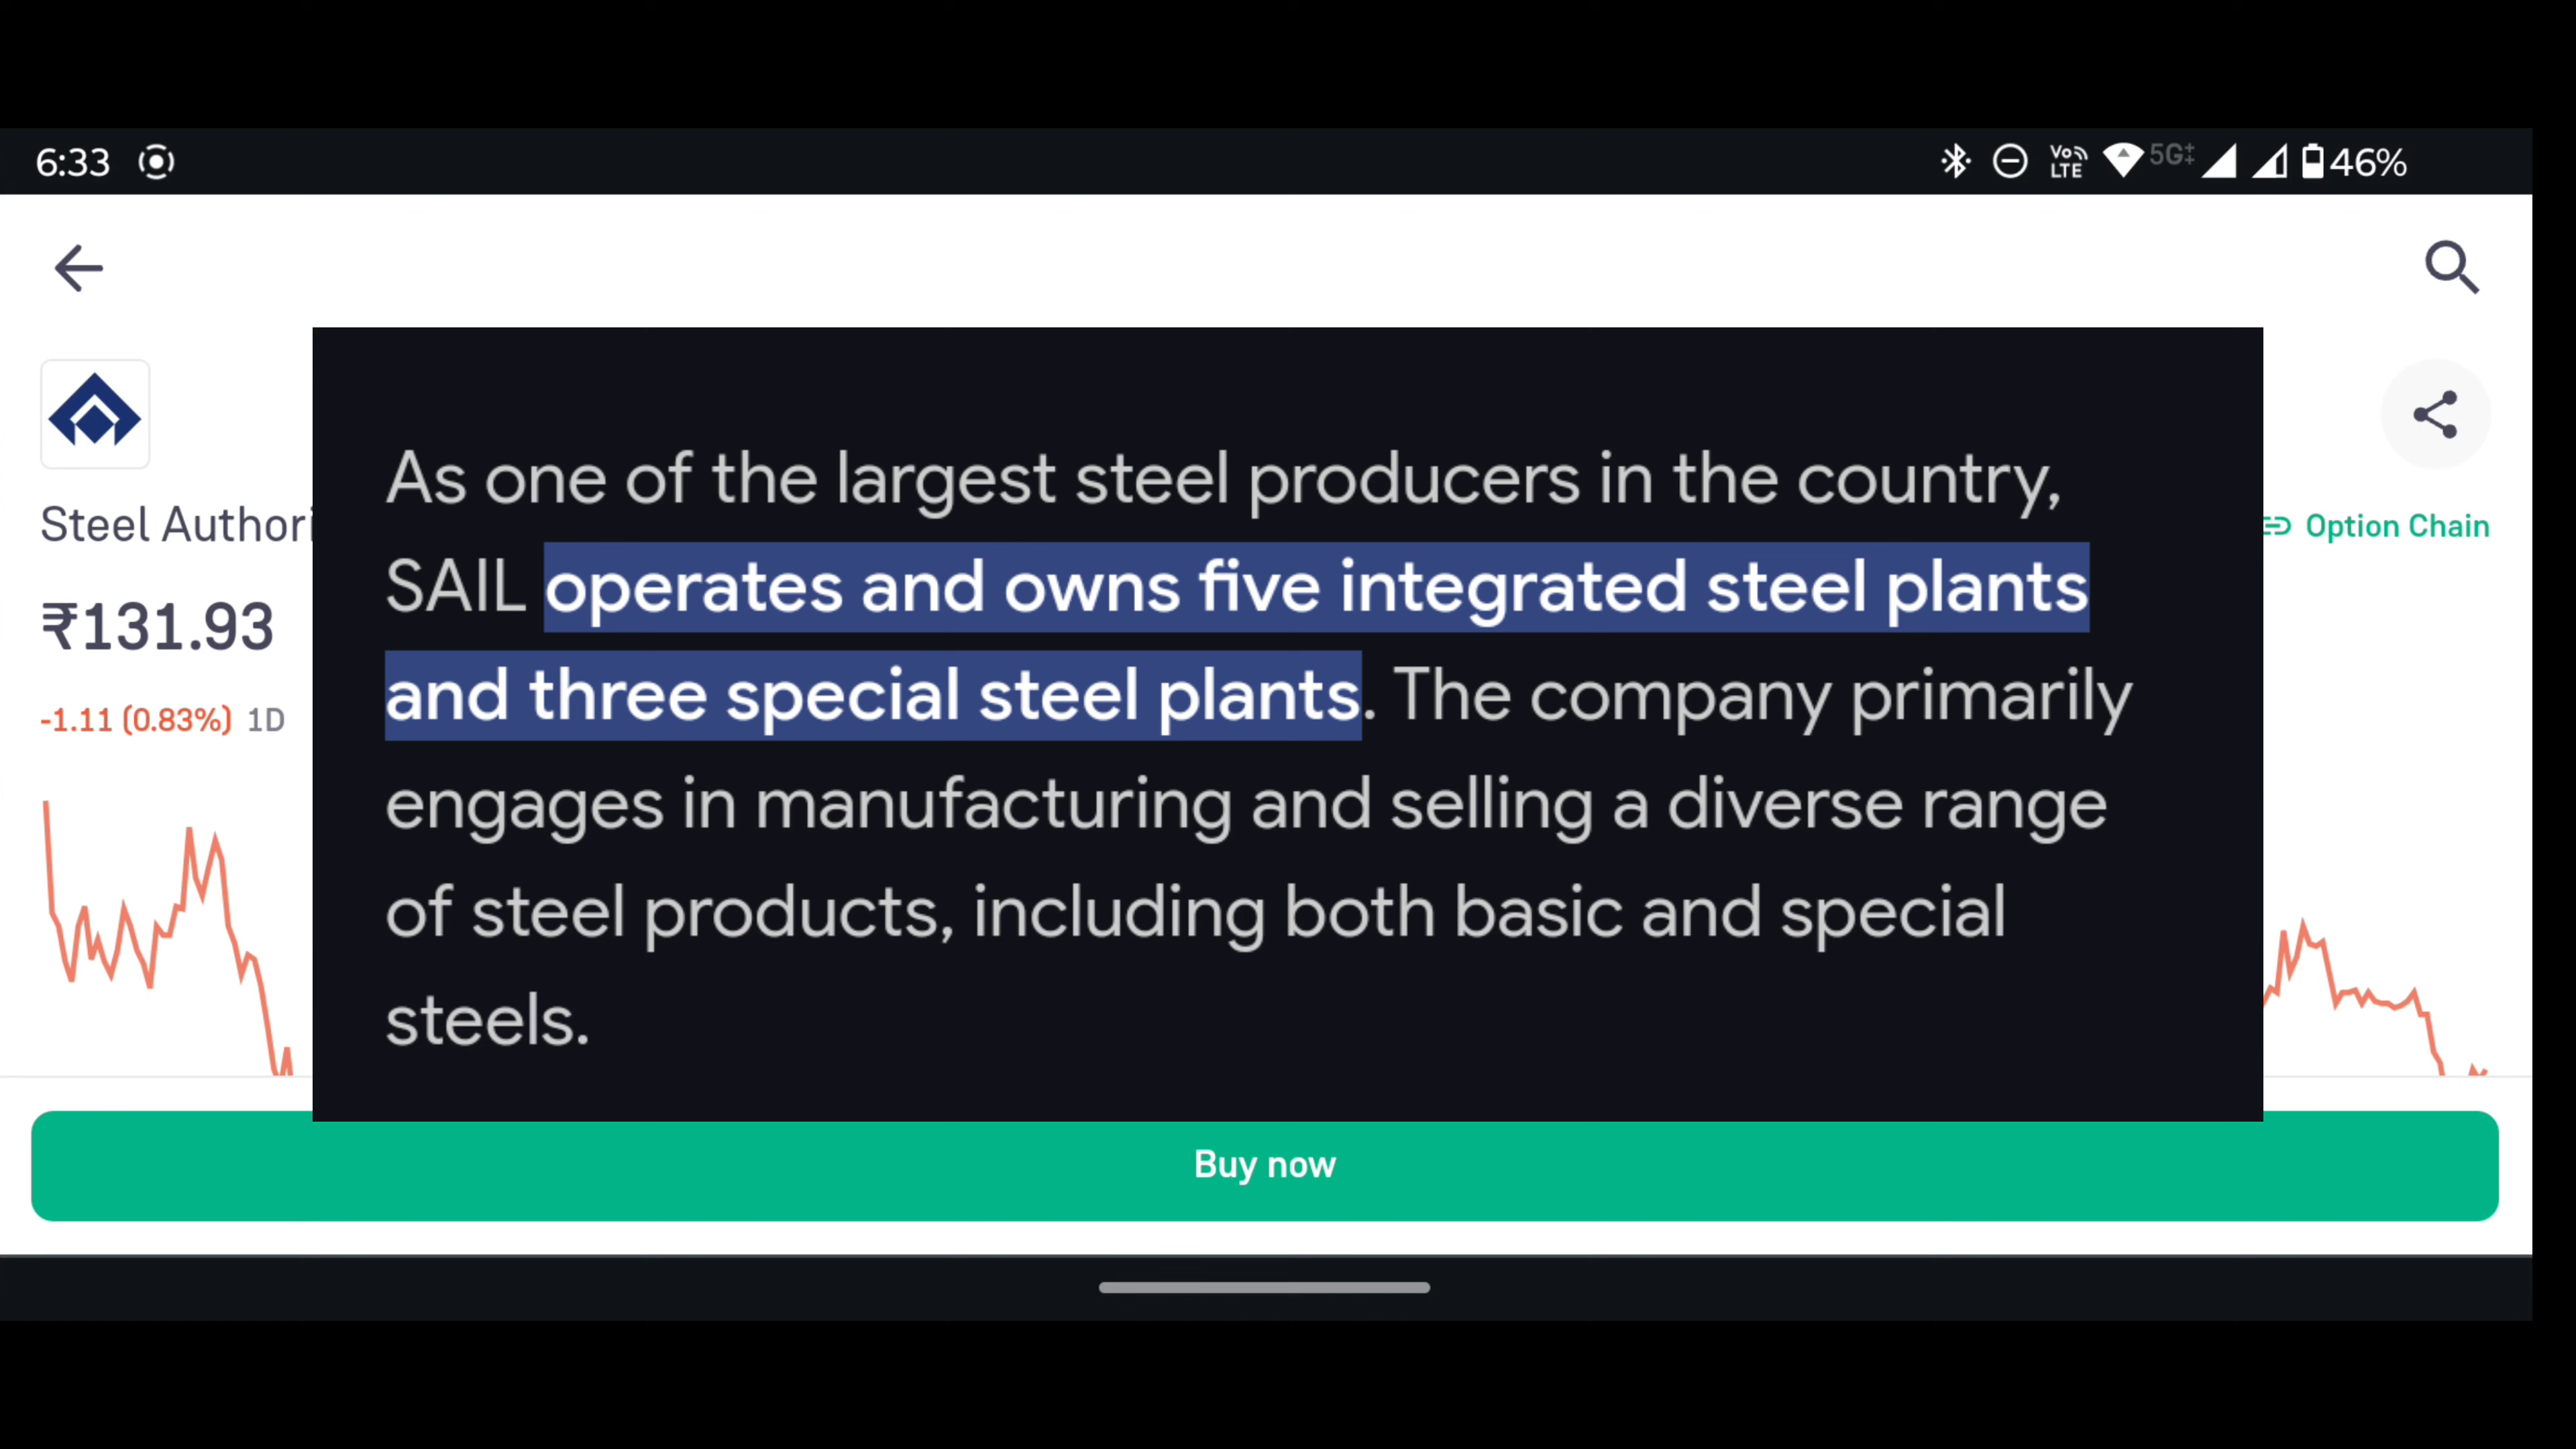 6:33
Vo LTE 5G‡ 46%
As one of the largest steel producers in the country,
SAIL operates and owns five integrated steel plants
and three special steel plants. The company primarily
engages in manufacturing and selling a diverse range
of steel products, including both basic and special
steels.
Steel Authori
Option Chain
₹131.93
-1.11 (0.83%) 1D
Buy now